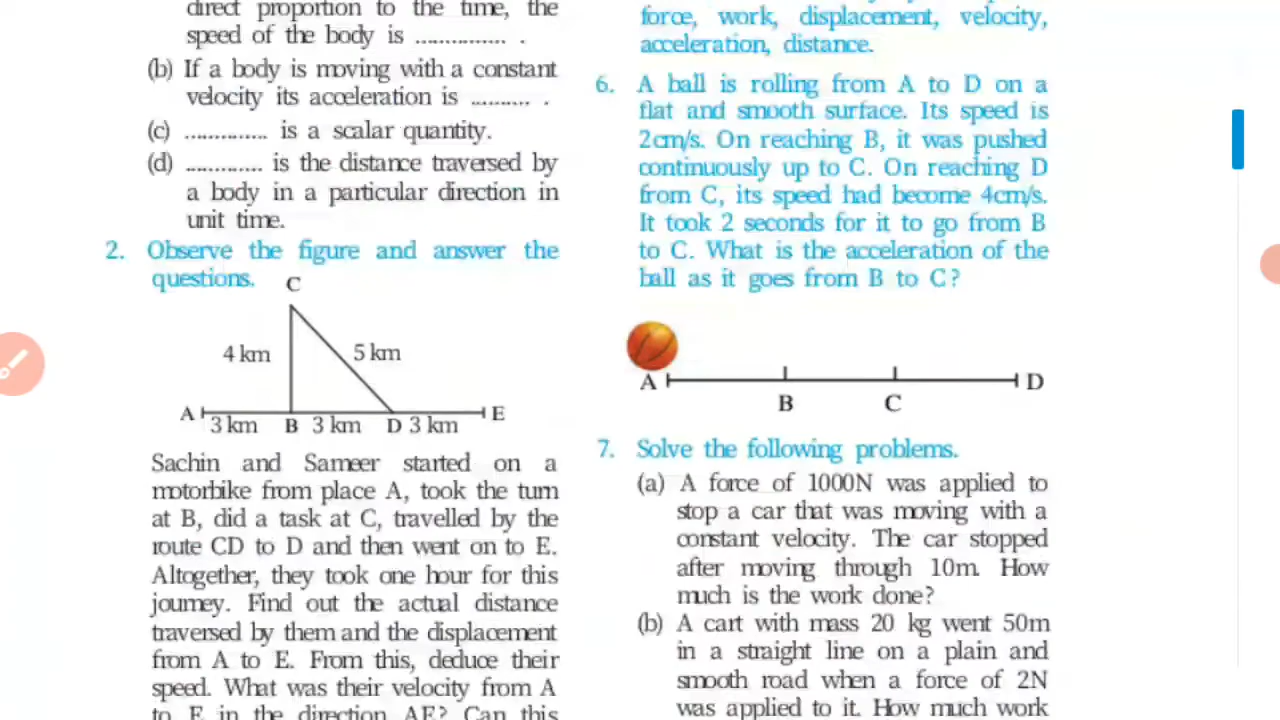 direct proportion to the time, the
speed of the body is ............... .
(b) If a body is moving with a constant
velocity its acceleration is .......... .
(c) .............. is a scalar quantity.
(d) ............. is the distance traversed by
a body in a particular direction in
unit time.
2. Observe the figure and answer the
questions.
C
4 km
5 km
A
E
3 km B 3 km D 3 km
Sachin and Sameer started on a
motorbike from place A, took the turn
at B, did a task at C, travelled by the
route CD to D and then went on to E.
Altogether, they took one hour for this
journey. Find out the actual distance
traversed by them and the displacement
from A to E. From this, deduce their
speed. What was their velocity from A
to E in the direction AE? Can this
force, work, displacement, velocity,
acceleration, distance.
6. A ball is rolling from A to D on a
flat and smooth surface. Its speed is
2cm/s. On reaching B, it was pushed
continuously up to C. On reaching D
from C, its speed had become 4cm/s.
It took 2 seconds for it to go from B
to C. What is the acceleration of the
ball as it goes from B to C?
A
D
B
C
7. Solve the following problems.
(a) A force of 1000N was applied to
stop a car that was moving with a
constant velocity. The car stopped
after moving through 10m. How
much is the work done?
(b) A cart with mass 20 kg went 50m
in a straight line on a plain and
smooth road when a force of 2N
was applied to it. How much work